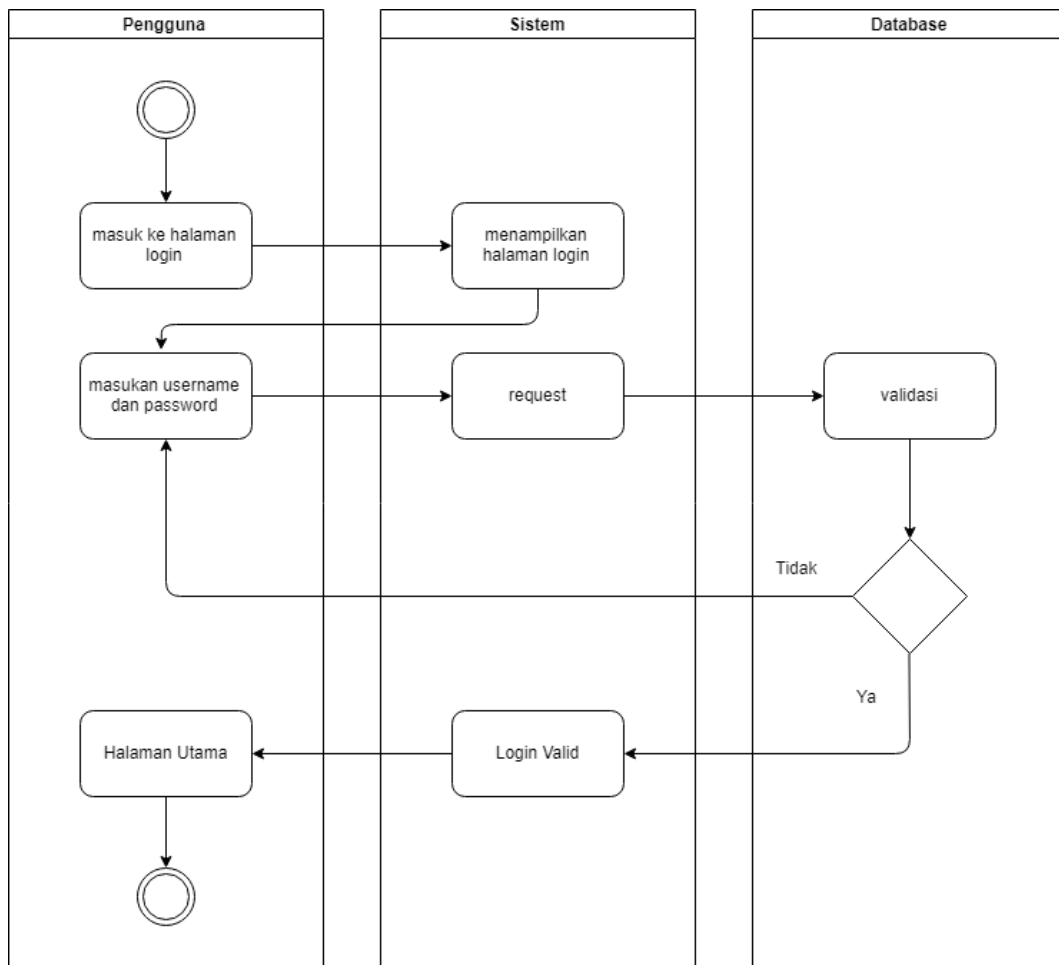 Pengguna
Sistem
Database
masuk ke halaman
login
menampilkan
halaman login
masukan username
dan password
request
validasi
Tidak
Ya
Halaman Utama
Login Valid